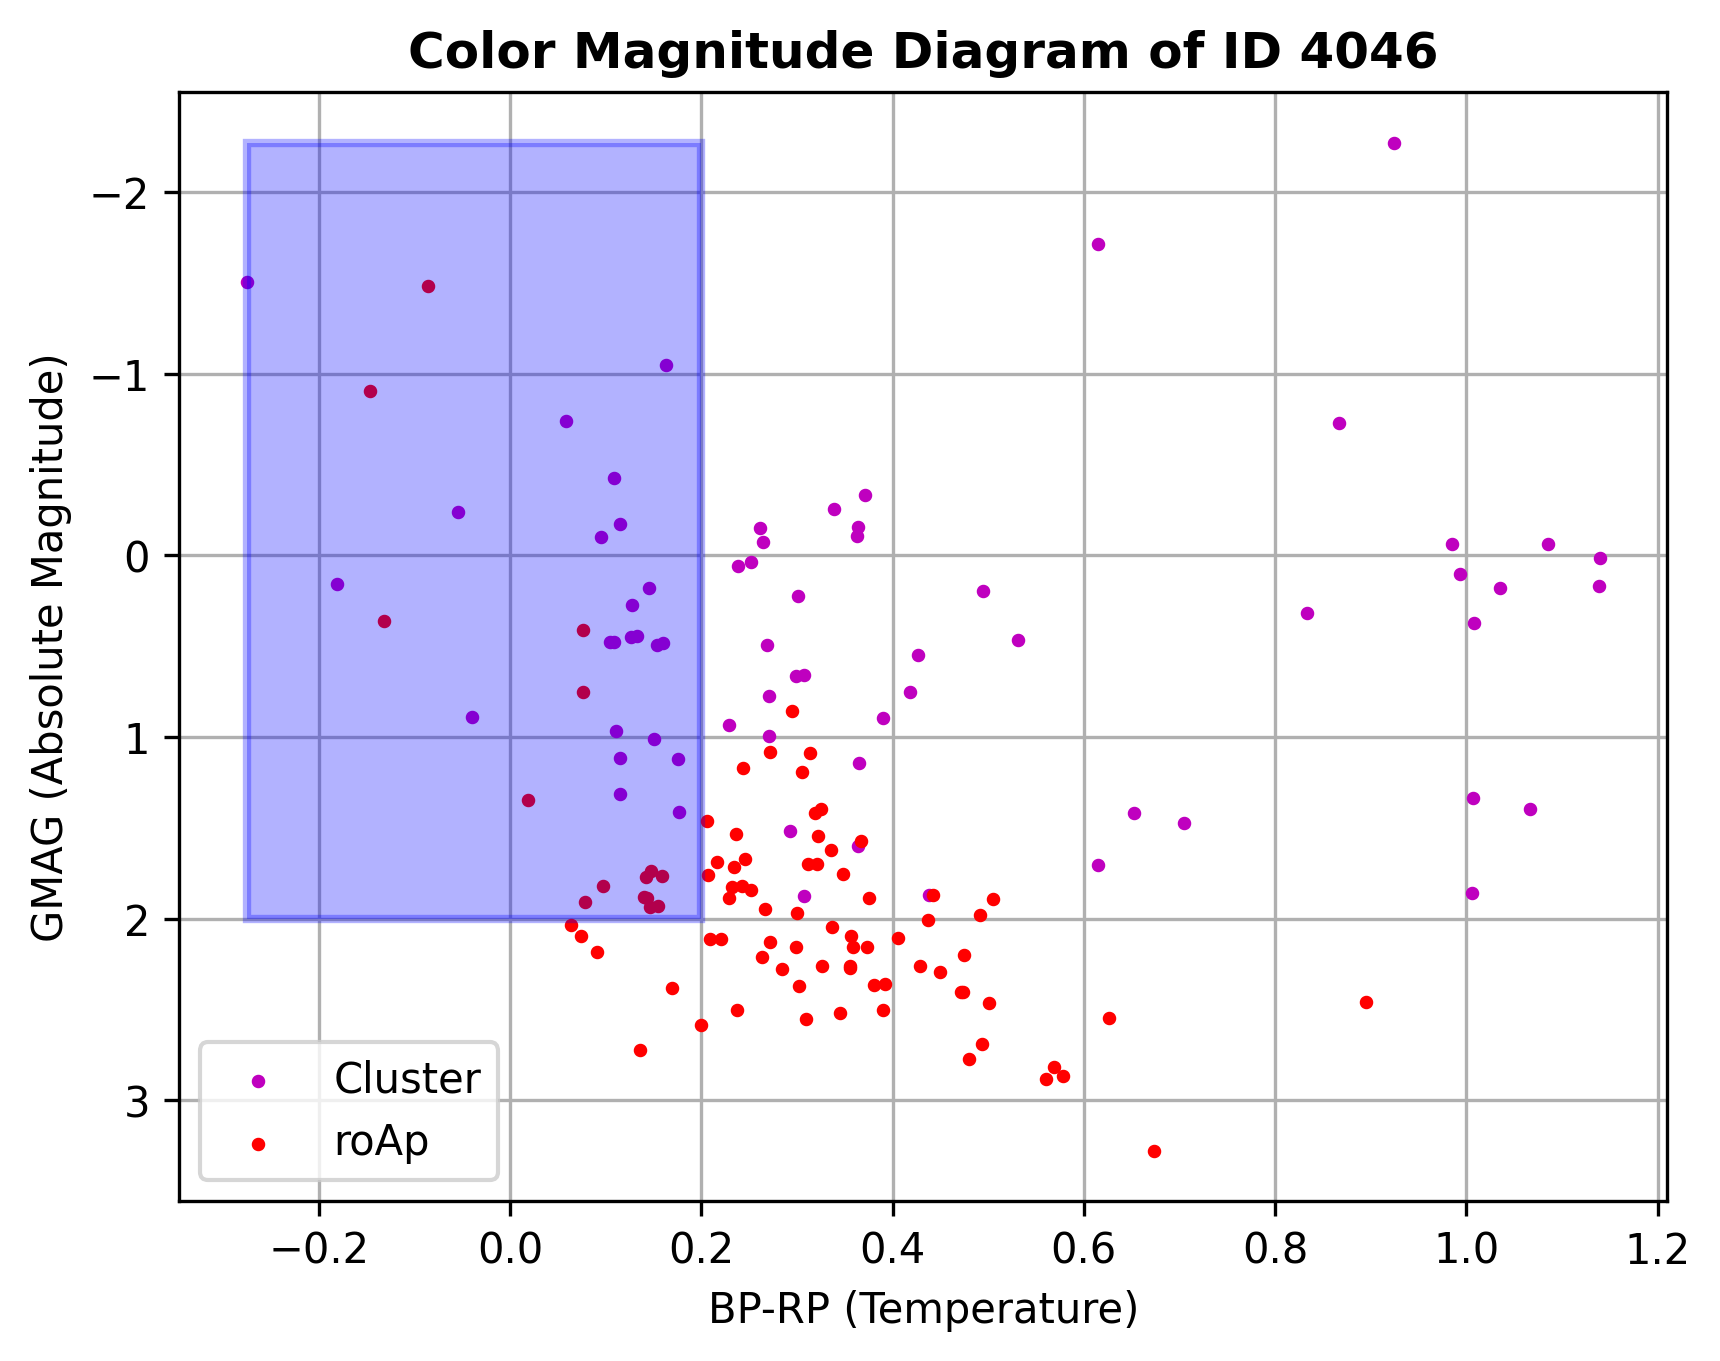 Color Magnitude Diagram of ID 4046
GMAG (Absolute Magnitude)
−2
−1
0
1
2
3
Cluster
roAp
−0.2 0.0 0.2 0.4 0.6 0.8 1.0 1.2
BP-RP (Temperature)